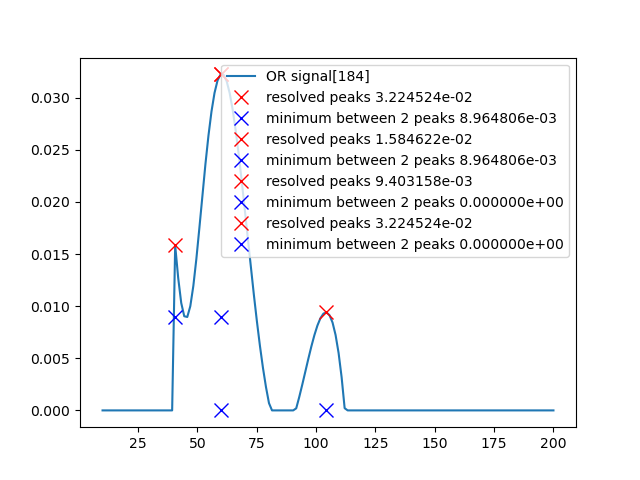 OR signal[184]
resolved peaks 3.224524e-02
minimum between 2 peaks 8.964806e-03
resolved peaks 1.584622e-02
minimum between 2 peaks 8.964806e-03
resolved peaks 9.403158e-03
minimum between 2 peaks 0.000000e+00
resolved peaks 3.224524e-02
minimum between 2 peaks 0.000000e+00
0.030
0.025
0.020
0.015
0.010
0.005
0.000
25 50 75 100 125 150 175 200